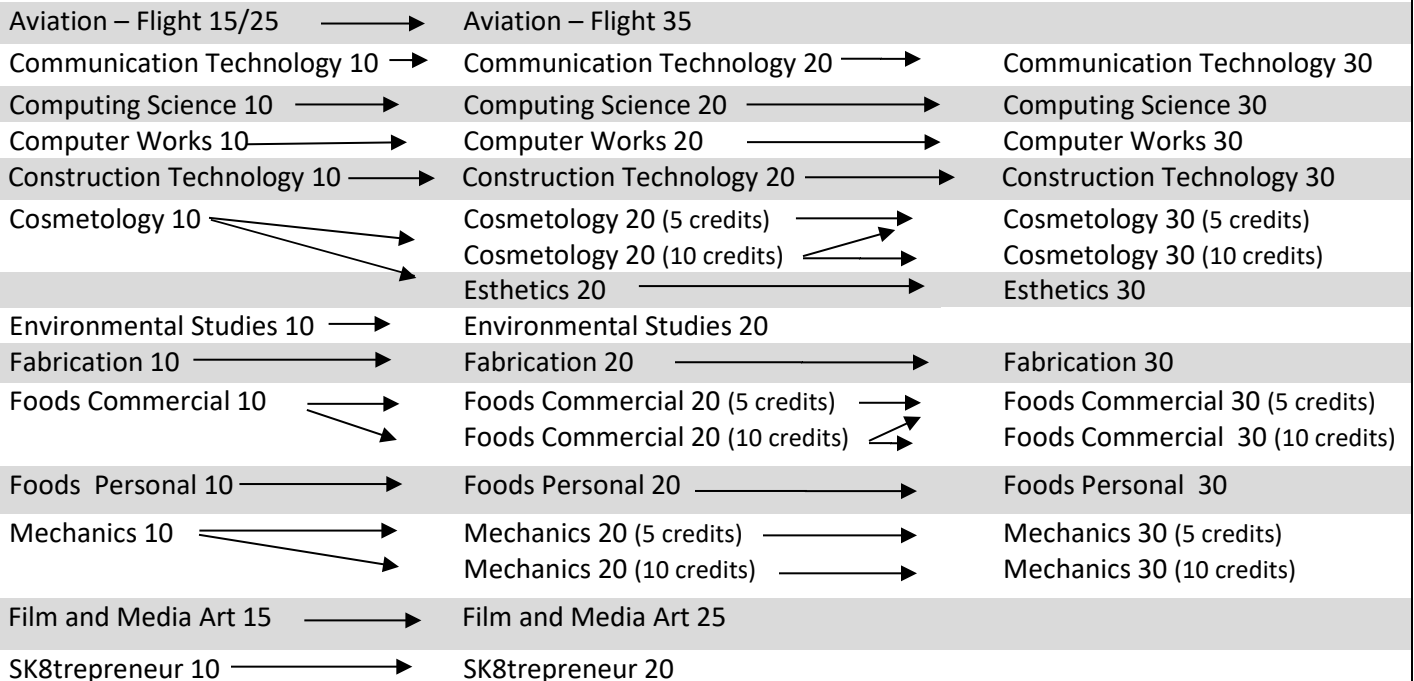 Aviation – Flight 15/25 Aviation – Flight 35
Communication Technology 10 Communication Technology 20 Communication Technology 30
Computing Science 10 Computing Science 20 Computing Science 30
Computer Works 10 Computer Works 20 Computer Works 30
Construction Technology 10 Construction Technology 20 Construction Technology 30
Cosmetology 10 Cosmetology 20 (5 credits) Cosmetology 30 (5 credits)
Cosmetology 20 (10 credits) Cosmetology 30 (10 credits)
Esthetics 20 Esthetics 30
Environmental Studies 10 Environmental Studies 20
Fabrication 10 Fabrication 20 Fabrication 30
Foods Commercial 10 Foods Commercial 20 (5 credits) Foods Commercial 30 (5 credits)
Foods Commercial 20 (10 credits) Foods Commercial 30 (10 credits)
Foods Personal 10 Foods Personal 20 Foods Personal 30
Mechanics 10 Mechanics 20 (5 credits) Mechanics 30 (5 credits)
Mechanics 20 (10 credits) Mechanics 30 (10 credits)
Film and Media Art 15 Film and Media Art 25
SK8trepreneur 10 SK8trepreneur 20